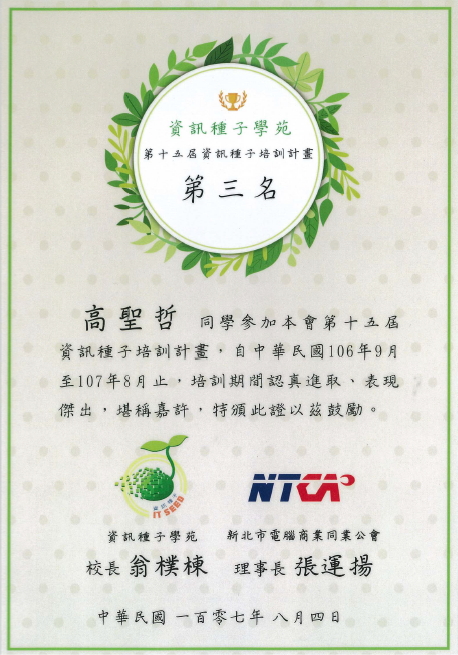 資訊種子學苑
第十五屆資訊種子培訓計畫
第三名
高聖哲 同學參加本會第十五屆
資訊種子培訓計畫，自中華民國106年9月
至107年8月止，培訓期間認真進取、表現
傑出，堪稱嘉許，特頒此證以茲鼓勵。
資訊種子
IT SEED
NTCA
資訊種子學苑 新北市電腦商業同業公會
校長 翁樸棟 理事長 張運揚
中華民國 一百零七年 八月四日